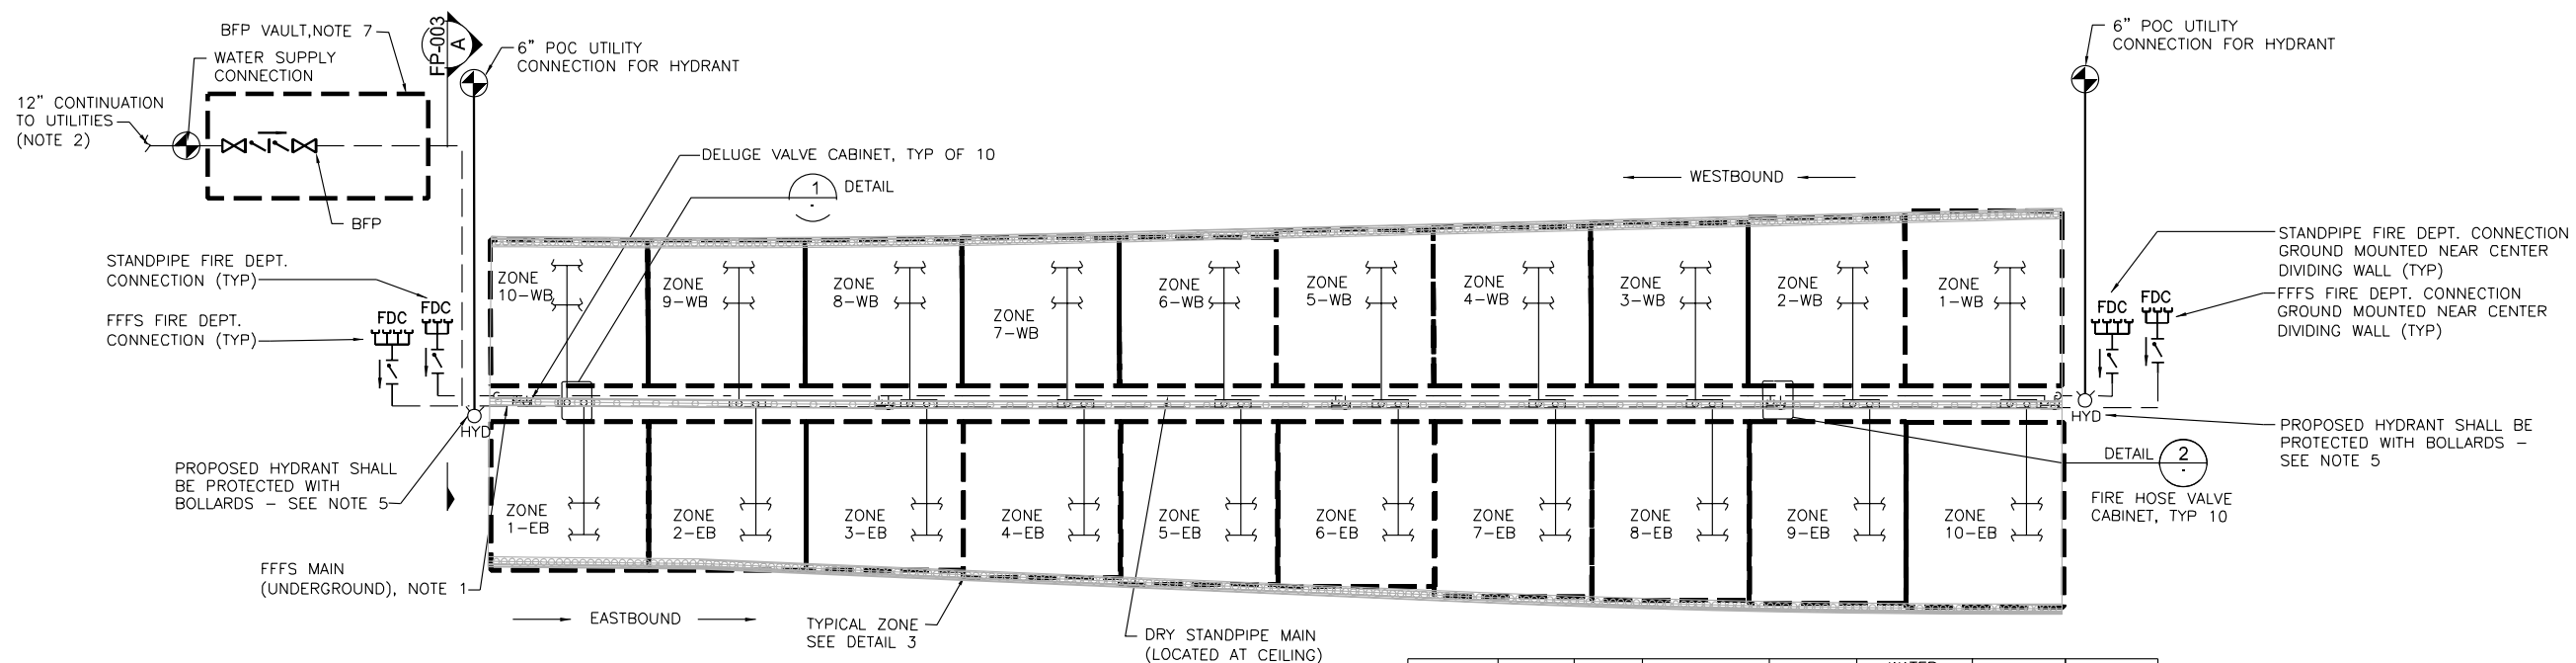 BFP VAULT,NOTE 7
WATER SUPPLY
CONNECTION
12" CONTINUATION
TO UTILITIES
(NOTE 2)
FP-003
A
6" POC UTILITY
CONNECTION FOR HYDRANT
6" POC UTILITY
CONNECTION FOR HYDRANT
BFP
DELUGE VALVE CABINET, TYP OF 10
1
DETAIL
WESTBOUND
STANDPIPE FIRE DEPT.
CONNECTION (TYP)
FDC
FFFS FIRE DEPT.
CONNECTION (TYP)
FDC
ZONE
10-WB
ZONE
9-WB
ZONE
8-WB
ZONE
7-WB
ZONE
6-WB
ZONE
5-WB
ZONE
4-WB
ZONE
3-WB
ZONE
2-WB
ZONE
1-WB
STANDPIPE FIRE DEPT. CONNECTION
GROUND MOUNTED NEAR CENTER
DIVIDING WALL (TYP)
FDC
FDC
FFFS FIRE DEPT. CONNECTION
GROUND MOUNTED NEAR CENTER
DIVIDING WALL (TYP)
HYD
HYD
PROPOSED HYDRANT SHALL
BE PROTECTED WITH
BOLLARDS - SEE NOTE 5
PROPOSED HYDRANT SHALL BE
PROTECTED WITH BOLLARDS -
SEE NOTE 5
DETAIL
2
FIRE HOSE VALVE
CABINET, TYP 10
ZONE
1-EB
ZONE
2-EB
ZONE
3-EB
ZONE
4-EB
ZONE
5-EB
ZONE
6-EB
ZONE
7-EB
ZONE
8-EB
ZONE
9-EB
ZONE
10-EB
FFFS MAIN
(UNDERGROUND), NOTE 1
EASTBOUND
TYPICAL ZONE
SEE DETAIL 3
DRY STANDPIPE MAIN
(LOCATED AT CEILING)